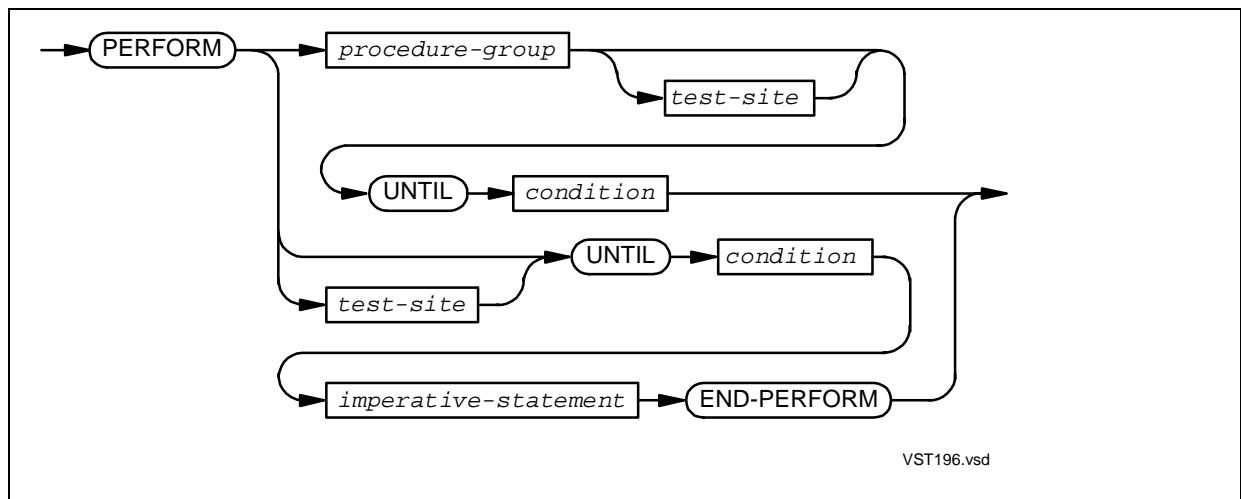 PERFORM procedure-group
test-site
UNTIL condition
UNTIL condition
test-site
imperative-statement END-PERFORM
VST196.vsd